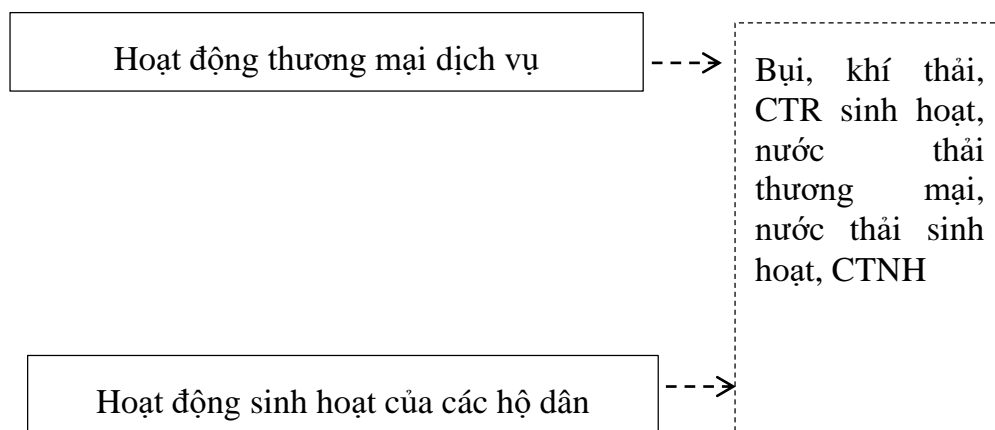 Hoạt động thương mại dịch vụ
Bụi, khí thải,
CTR sinh hoạt,
nước thải
thương mại,
nước thải sinh
hoạt, CTNH
Hoạt động sinh hoạt của các hộ dân